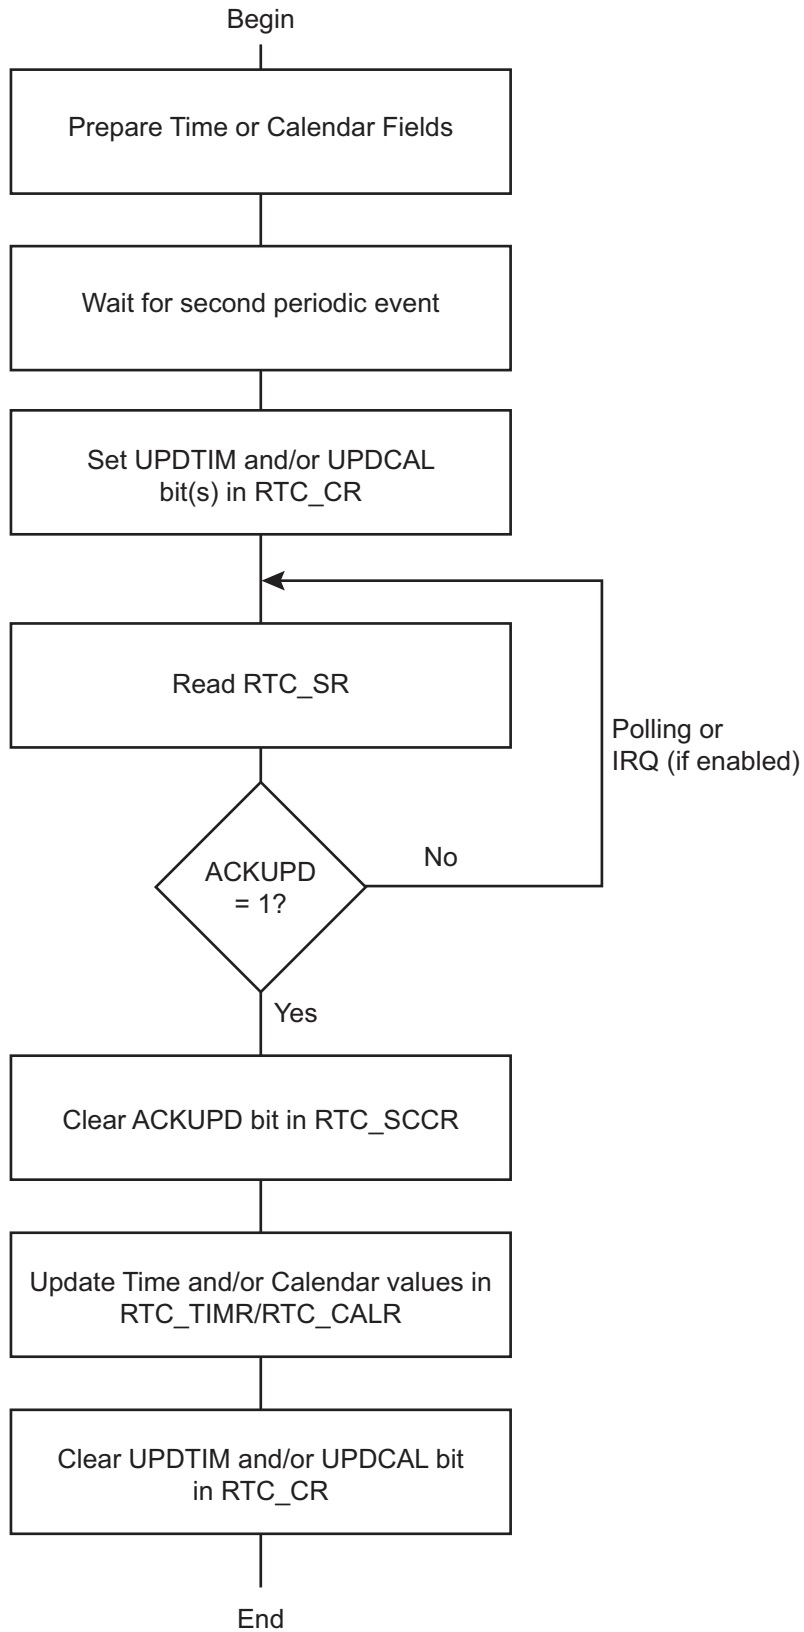 Begin
Prepare Time or Calendar Fields
Wait for second periodic event
Set UPDTIM and/or UPDCAL
bit(s) in RTC_CR
Read RTC_SR
Polling or
IRQ (if enabled)
ACKUPD
= 1?
No
Yes
Clear ACKUPD bit in RTC_SCCR
Update Time and/or Calendar values in
RTC_TIMR/RTC_CALR
Clear UPDTIM and/or UPDCAL bit
in RTC_CR
End